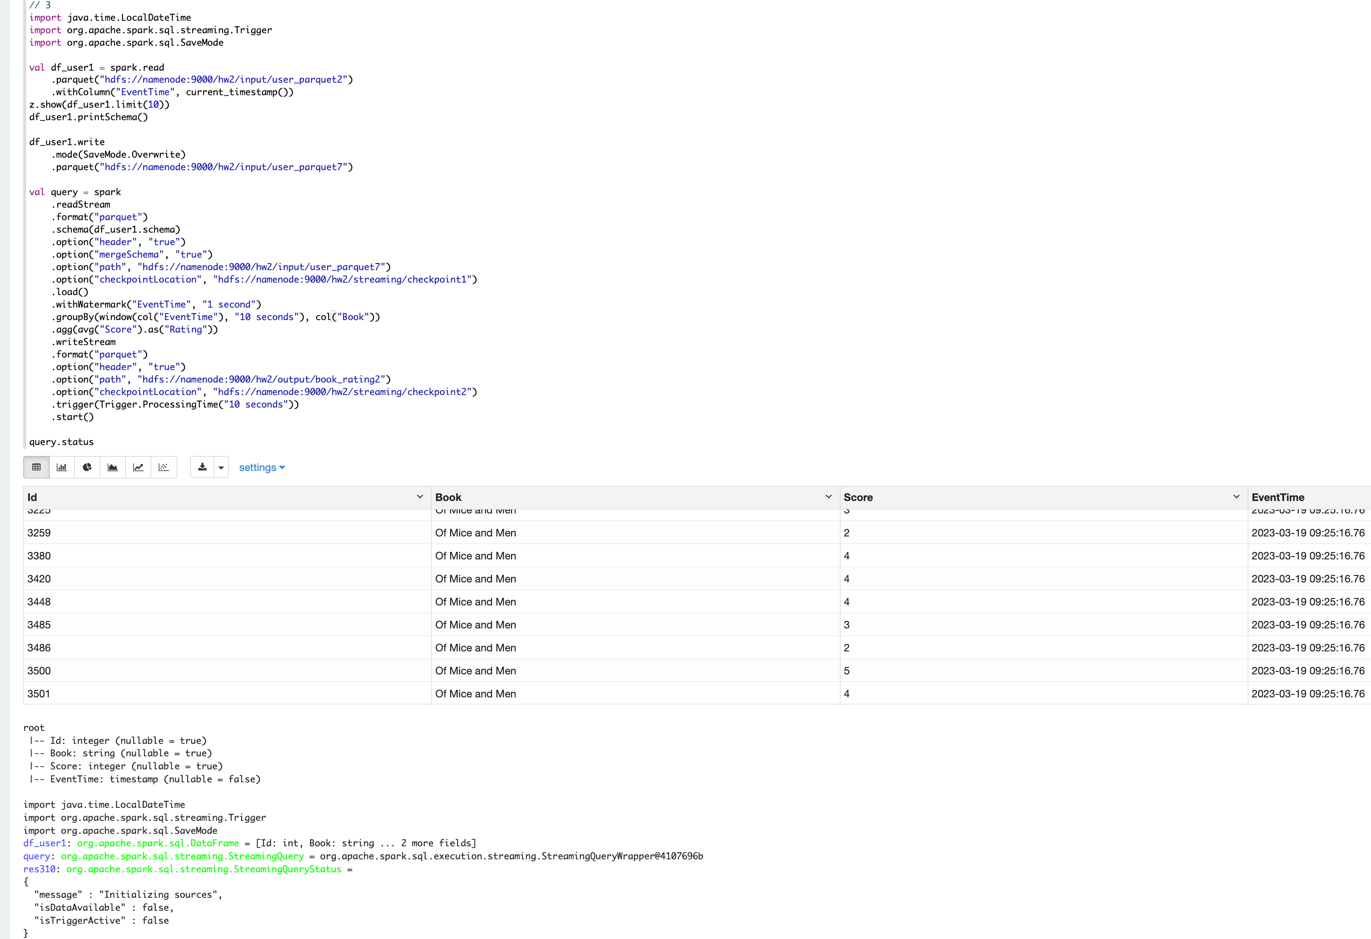 // 3
import java.time.LocalDateTime
import org.apache.spark.sql.streaming.Trigger
import org.apache.spark.sql.SaveMode
val df_user1 = spark.read
.parquet("hdfs://namenode:9000/hw2/input/user_parquet2")
.withColumn("EventTime", current_timestamp())
z.show(df_user1.limit(10))
df_user1.printSchema()
df_user1.write
.mode(SaveMode.Overwrite)
.parquet("hdfs://namenode:9000/hw2/input/user_parquet7")
val query = spark
.readStream
.format("parquet")
.schema(df_user1.schema)
.option("header", "true")
.option("mergeSchema", "true")
.option("path", "hdfs://namenode:9000/hw2/input/user_parquet7")
.option("checkpointLocation", "hdfs://namenode:9000/hw2/streaming/checkpoint1")
.load()
.withWatermark("EventTime", "1 second")
.groupBy(window(col("EventTime"), "10 seconds"), col("Book"))
.agg(avg("Score").as("Rating"))
.writeStream
.format("parquet")
.option("header", "true")
.option("path", "hdfs://namenode:9000/hw2/output/book_rating2")
.option("checkpointLocation", "hdfs://namenode:9000/hw2/streaming/checkpoint2")
.trigger(Trigger.ProcessingTime("10 seconds"))
.start()
query.status
settings
Id Book Score EventTime
3225 Of Mice and Men 3 2023-03-19 09:25:16.76
3259 Of Mice and Men 2 2023-03-19 09:25:16.76
3380 Of Mice and Men 4 2023-03-19 09:25:16.76
3420 Of Mice and Men 4 2023-03-19 09:25:16.76
3448 Of Mice and Men 4 2023-03-19 09:25:16.76
3485 Of Mice and Men 3 2023-03-19 09:25:16.76
3486 Of Mice and Men 2 2023-03-19 09:25:16.76
3500 Of Mice and Men 5 2023-03-19 09:25:16.76
3501 Of Mice and Men 4 2023-03-19 09:25:16.76
root
|-- Id: integer (nullable = true)
|-- Book: string (nullable = true)
|-- Score: integer (nullable = true)
|-- EventTime: timestamp (nullable = false)
import java.time.LocalDateTime
import org.apache.spark.sql.streaming.Trigger
import org.apache.spark.sql.SaveMode
df_user1: org.apache.spark.sql.DataFrame = [Id: int, Book: string ... 2 more fields]
query: org.apache.spark.sql.streaming.StreamingQuery = org.apache.spark.sql.execution.streaming.StreamingQueryWrapper@4107696b
res310: org.apache.spark.sql.streaming.StreamingQueryStatus =
{
"message" : "Initializing sources",
"isDataAvailable" : false,
"isTriggerActive" : false
}